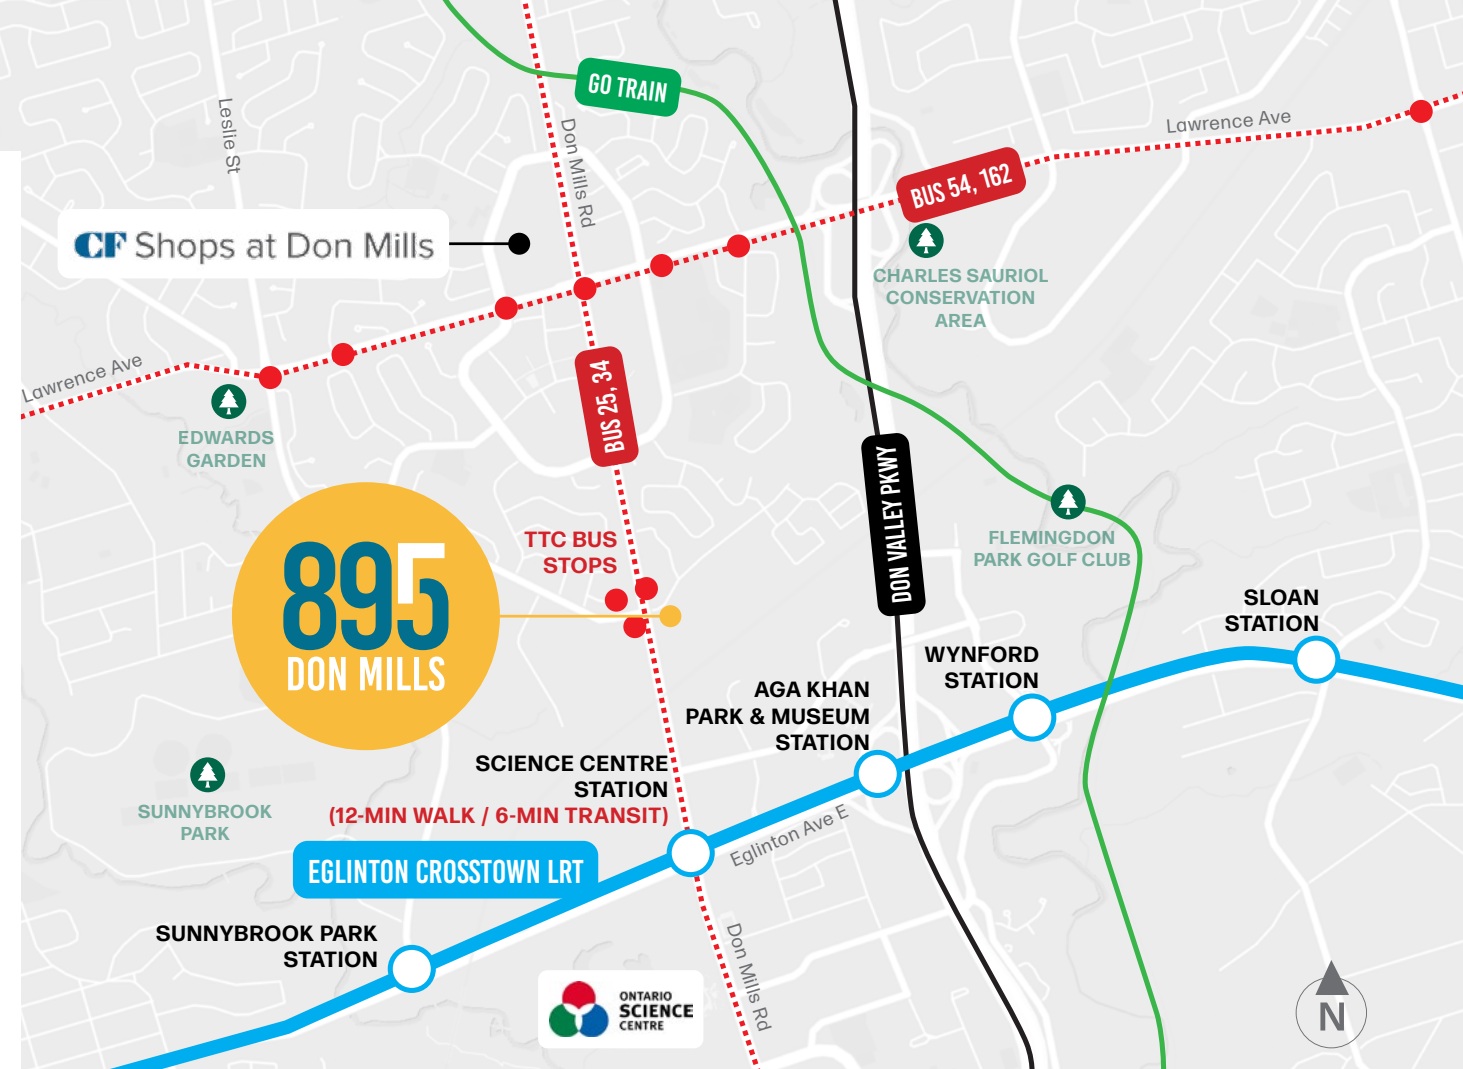 GO TRAIN
Leslie St
Don Mills Rd
Lawrence Ave
BUS 54, 162
CF Shops at Don Mills
CHARLES SAURIOL
CONSERVATION
AREA
Lawrence Ave
BUS 25, 34
EDWARDS
GARDEN
DON VALLEY PKWY
TTC BUS
STOPS
FLEMINGDON
PARK GOLF CLUB
895
DON MILLS
SLOAN
STATION
WYNFORD
STATION
AGA KHAN
PARK & MUSEUM
STATION
SCIENCE CENTRE
STATION
(12-MIN WALK / 6-MIN TRANSIT)
SUNNYBROOK
PARK
Eglinton Ave E
EGLINTON CROSSTOWN LRT
SUNNYBROOK PARK
STATION
Don Mills Rd
ONTARIO
SCIENCE
CENTRE
N